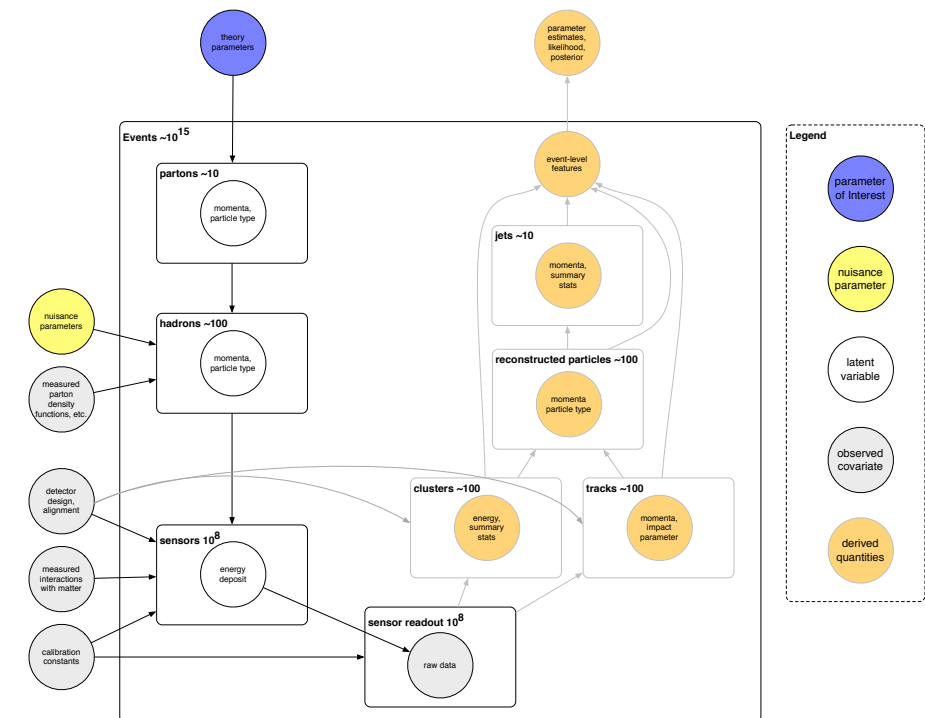 theory
parameters
parameter
estimates,
likelihood,
posterior
Events ~10^15
partons ~10
momenta,
particle type
event-level
features
jets ~10
momenta,
summary
stats
nuisance
parameters
hadrons ~100
momenta,
particle type
measured
parton
density
functions, etc.
reconstructed particles ~100
momenta
particle type
detector
design,
alignment
clusters ~100
energy,
summary
stats
tracks ~100
momenta,
impact
parameter
sensors 10^8
energy
deposit
measured
interactions
with matter
calibration
constants
sensor readout 10^8
raw data
Legend
parameter
of Interest
nuisance
parameter
latent
variable
observed
covariate
derived
quantities